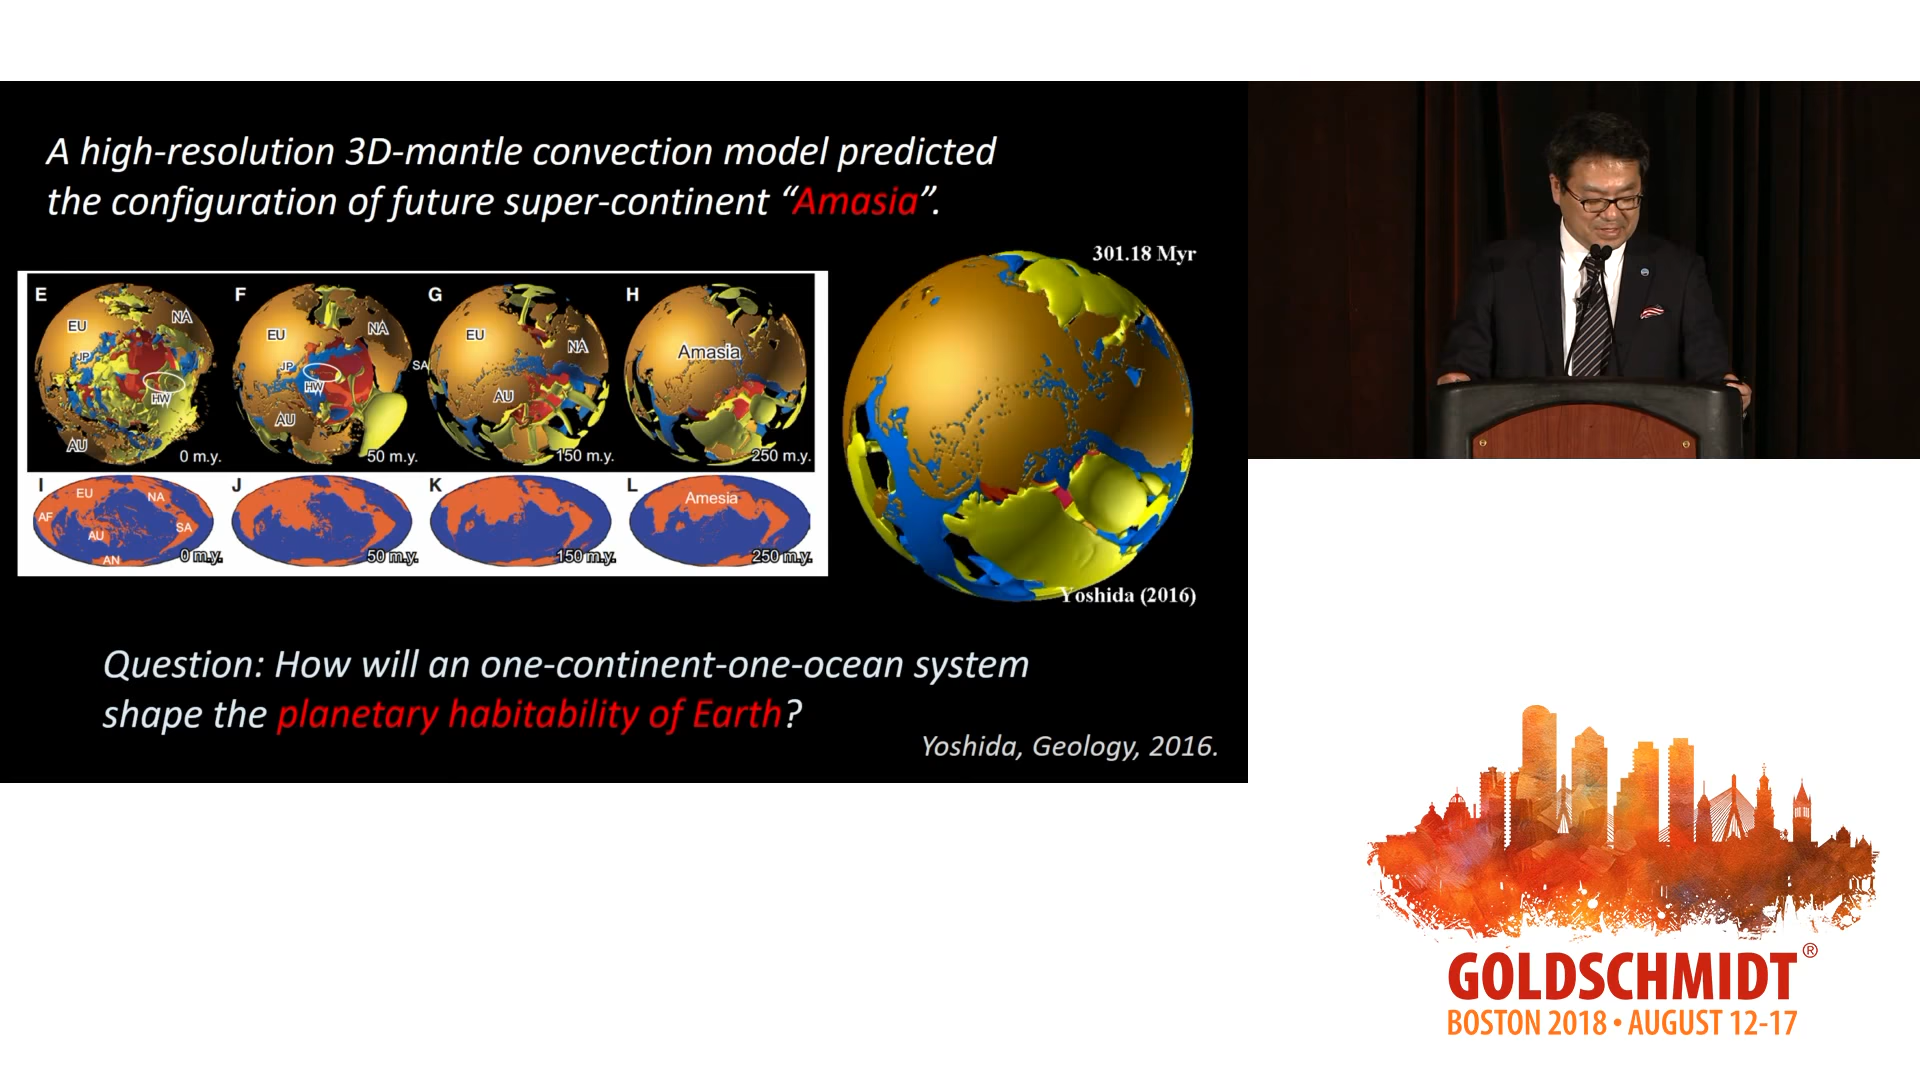 A high-resolution 3D-mantle convection model predicted
the configuration of future super-continent “Amasia”.
301.18 Myr
E
EU
NA
JP
HW
AU
0 m.y.
F
EU
NA
JP
HW
SA
AU
50 m.y.
G
EU
NA
AU
150 m.y.
H
Amasia
250 m.y.
I
EU
NA
AF
SA
AU
AN
0 m.y.
J
50 m.y.
K
150 m.y.
L
Amesia
250 m.y.
Yoshida (2016)
Question: How will an one-continent-one-ocean system
shape the planetary habitability of Earth?
Yoshida, Geology, 2016.
GOLDSCHMIDT®
BOSTON 2018 • AUGUST 12-17